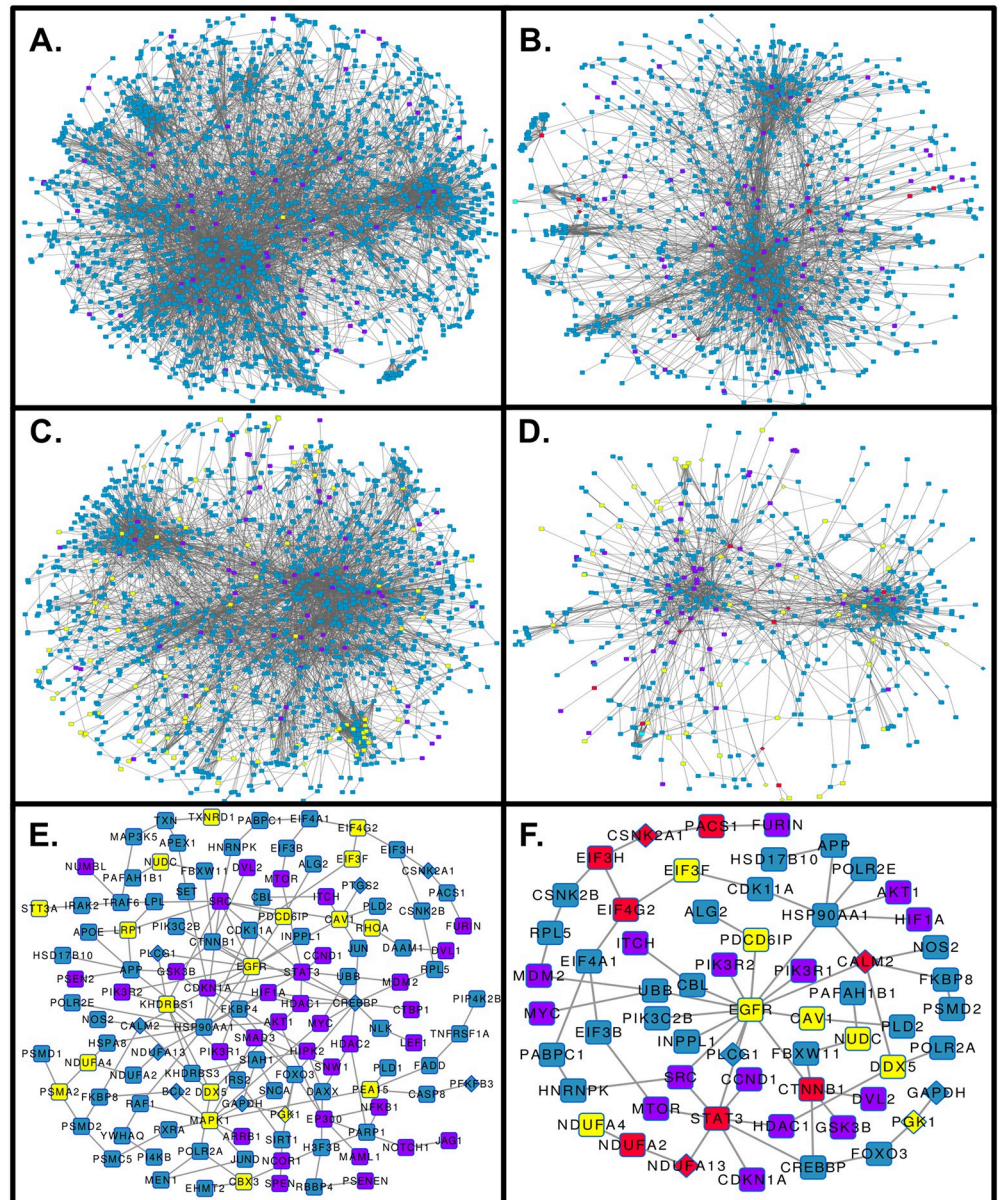 A.
B.
C.
D.
E.
TXN
TXNRD1
PABPC1
EIF4A1
MAP3K5
APEX1
EIF4G2
HNRNPK
EIF3B
EIF3F
EIF3H
NUMBL
NUDC
FBXW11
DVL2
ALG2
PAFAH1B1
MTOR
CSNK2A1
SET
PTGS2
PACS1
STT3A
IRAK2
TRAF6
LPL
SRC
CBL
ITCH
PLD2
CSNK2B
PDCD6IP
CAV1
RHOA
FURIN
APOE
LRP1
PIK3C2B
CDK11A
INPPL1
CTNNB1
JUN
DAAM1
DVL1
HSD17B10
PLCG1
EGFR
CCND1
RPL5
APP
GSK3B
STAT3
UBB
PSEN2
CDKN1A
MDM2
PIK3R2
HIF1A
POLR2E
KHDRBS1
HDAC1
CREBBP
CTBP1
PIP4K2B
FKBP4
NOS2
CALM2
AKT1
MYC
HSP90AA1
NLK
TNFRSF1A
HSPA8
SMAD3
HDAC2
LEF1
PSMD1
NDUFA13
PIK3R1
HIPK2
NDUFA4
SIAH1
SNW1
PLD1
FADD
NDUFA2
KHDRBS3
FOXO3
IRS2
PFKFB3
PSMA2
FKBP8
BCL2
DDX5
SNCA
DAXX
PEA15
CASP8
RAF1
GAPDH
NFKB1
MAPK1
PGK1
EP300
PSMD2
RXRA
PARP1
YWHAQ
ARRB1
SIRT1
NOTCH1
JAG1
H3F3B
PSMC5
PI4KB
POLR2A
MAML1
JUND
NCOR1
MEN1
EHMT2
CBX3
SPEN
RBBP4
PSENEN
F.
CSNK2A1
PACS1
FURIN
APP
EIF3H
HSD17B10
POLR2E
EIF3F
CSNK2B
CDK11A
AKT1
EIF4G2
ALG2
HSP90AA1
HIF1A
RPL5
ITCH
PDCD6IP
NOS2
EIF4A1
PIK3R2
PIK3R1
CALM2
MDM2
FKBP8
UBB
CBL
PAFAH1B1
MYC
PIK3C2B
EGFR
CAV1
PSMD2
PLD2
EIF3B
INPPL1
NUDC
PABPC1
PLCG1
FBXW11
POLR2A
DDX5
HNRNPK
SRC
CCND1
CTNNB1
GAPDH
MTOR
DVL2
NDUFA4
STAT3
HDAC1
GSK3B
PGK1
NDUFA2
FOXO3
NDUFA13
CREBBP
CDKN1A